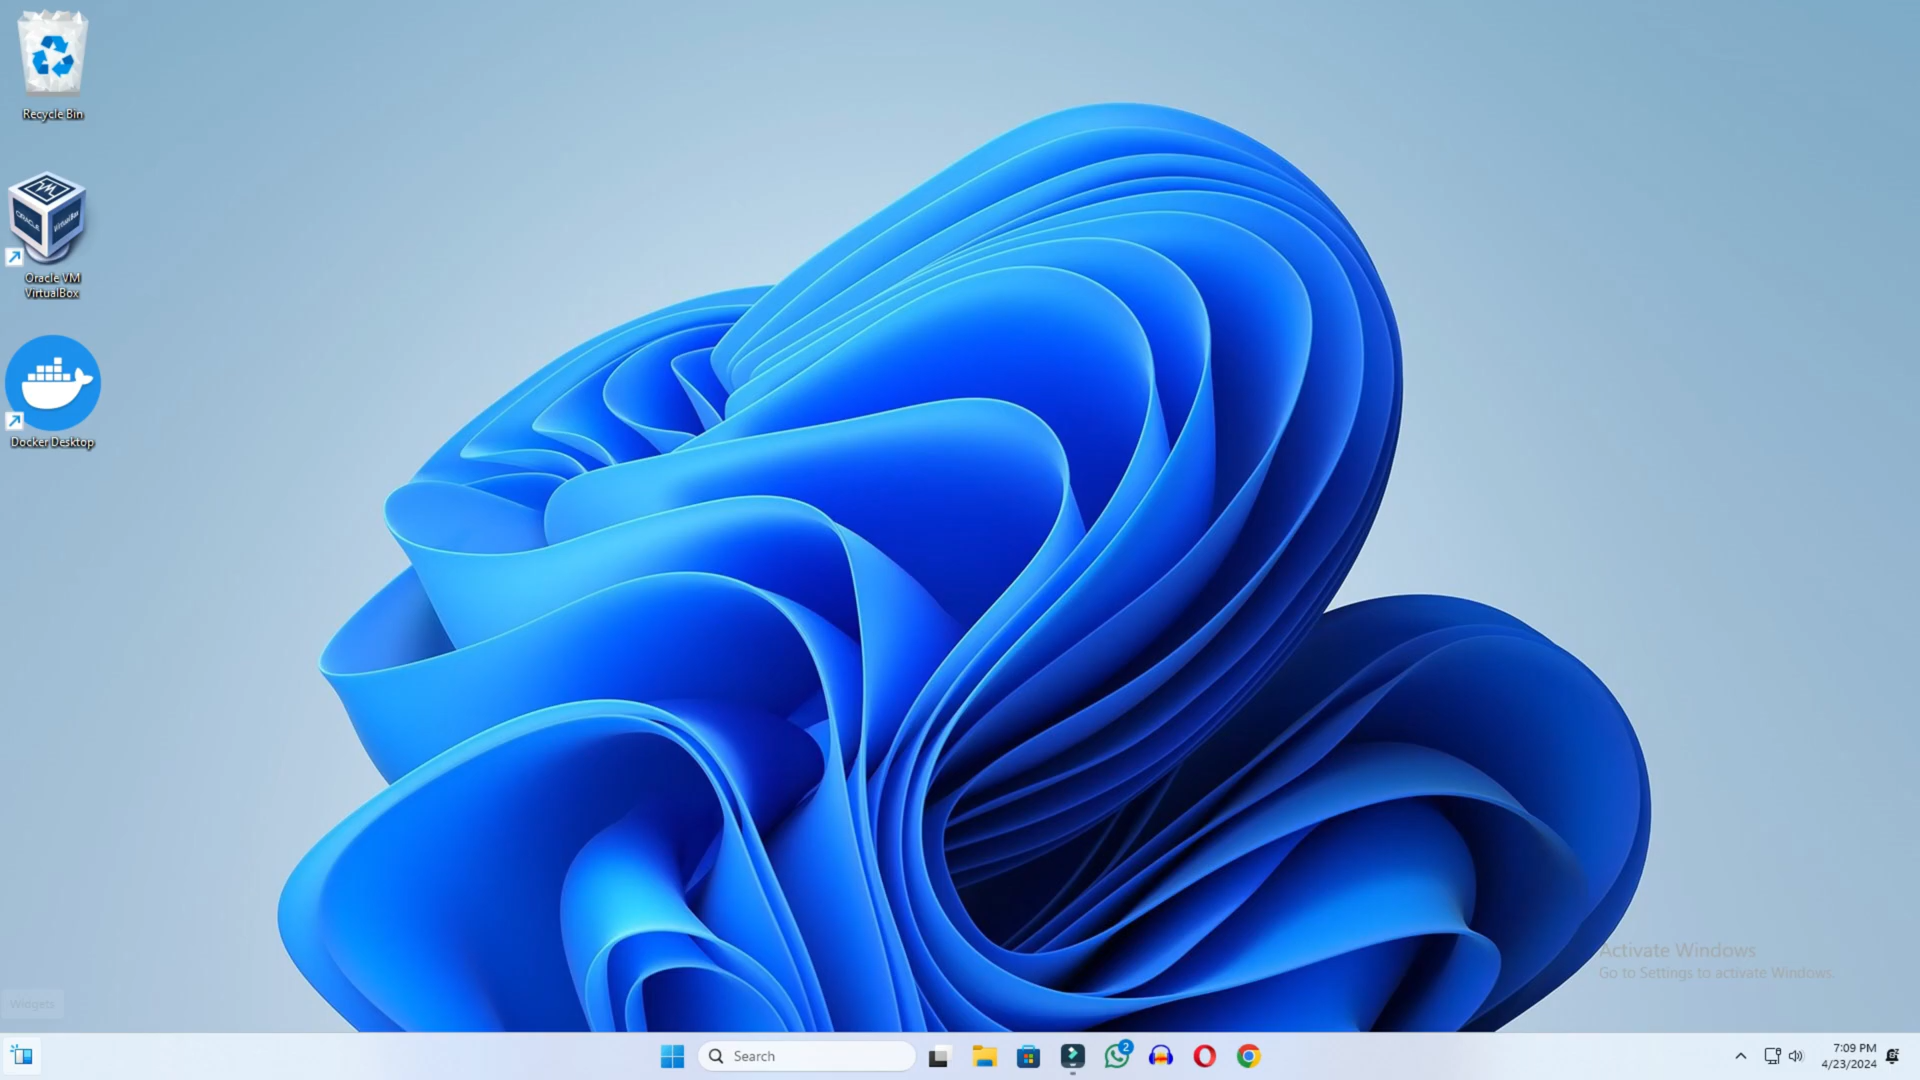 Recycle Bin
Oracle VM
VirtualBox
Docker Desktop
Activate Windows
Go to Settings to activate Windows.
Widgets
Search
2
7:09 PM
4/23/2024